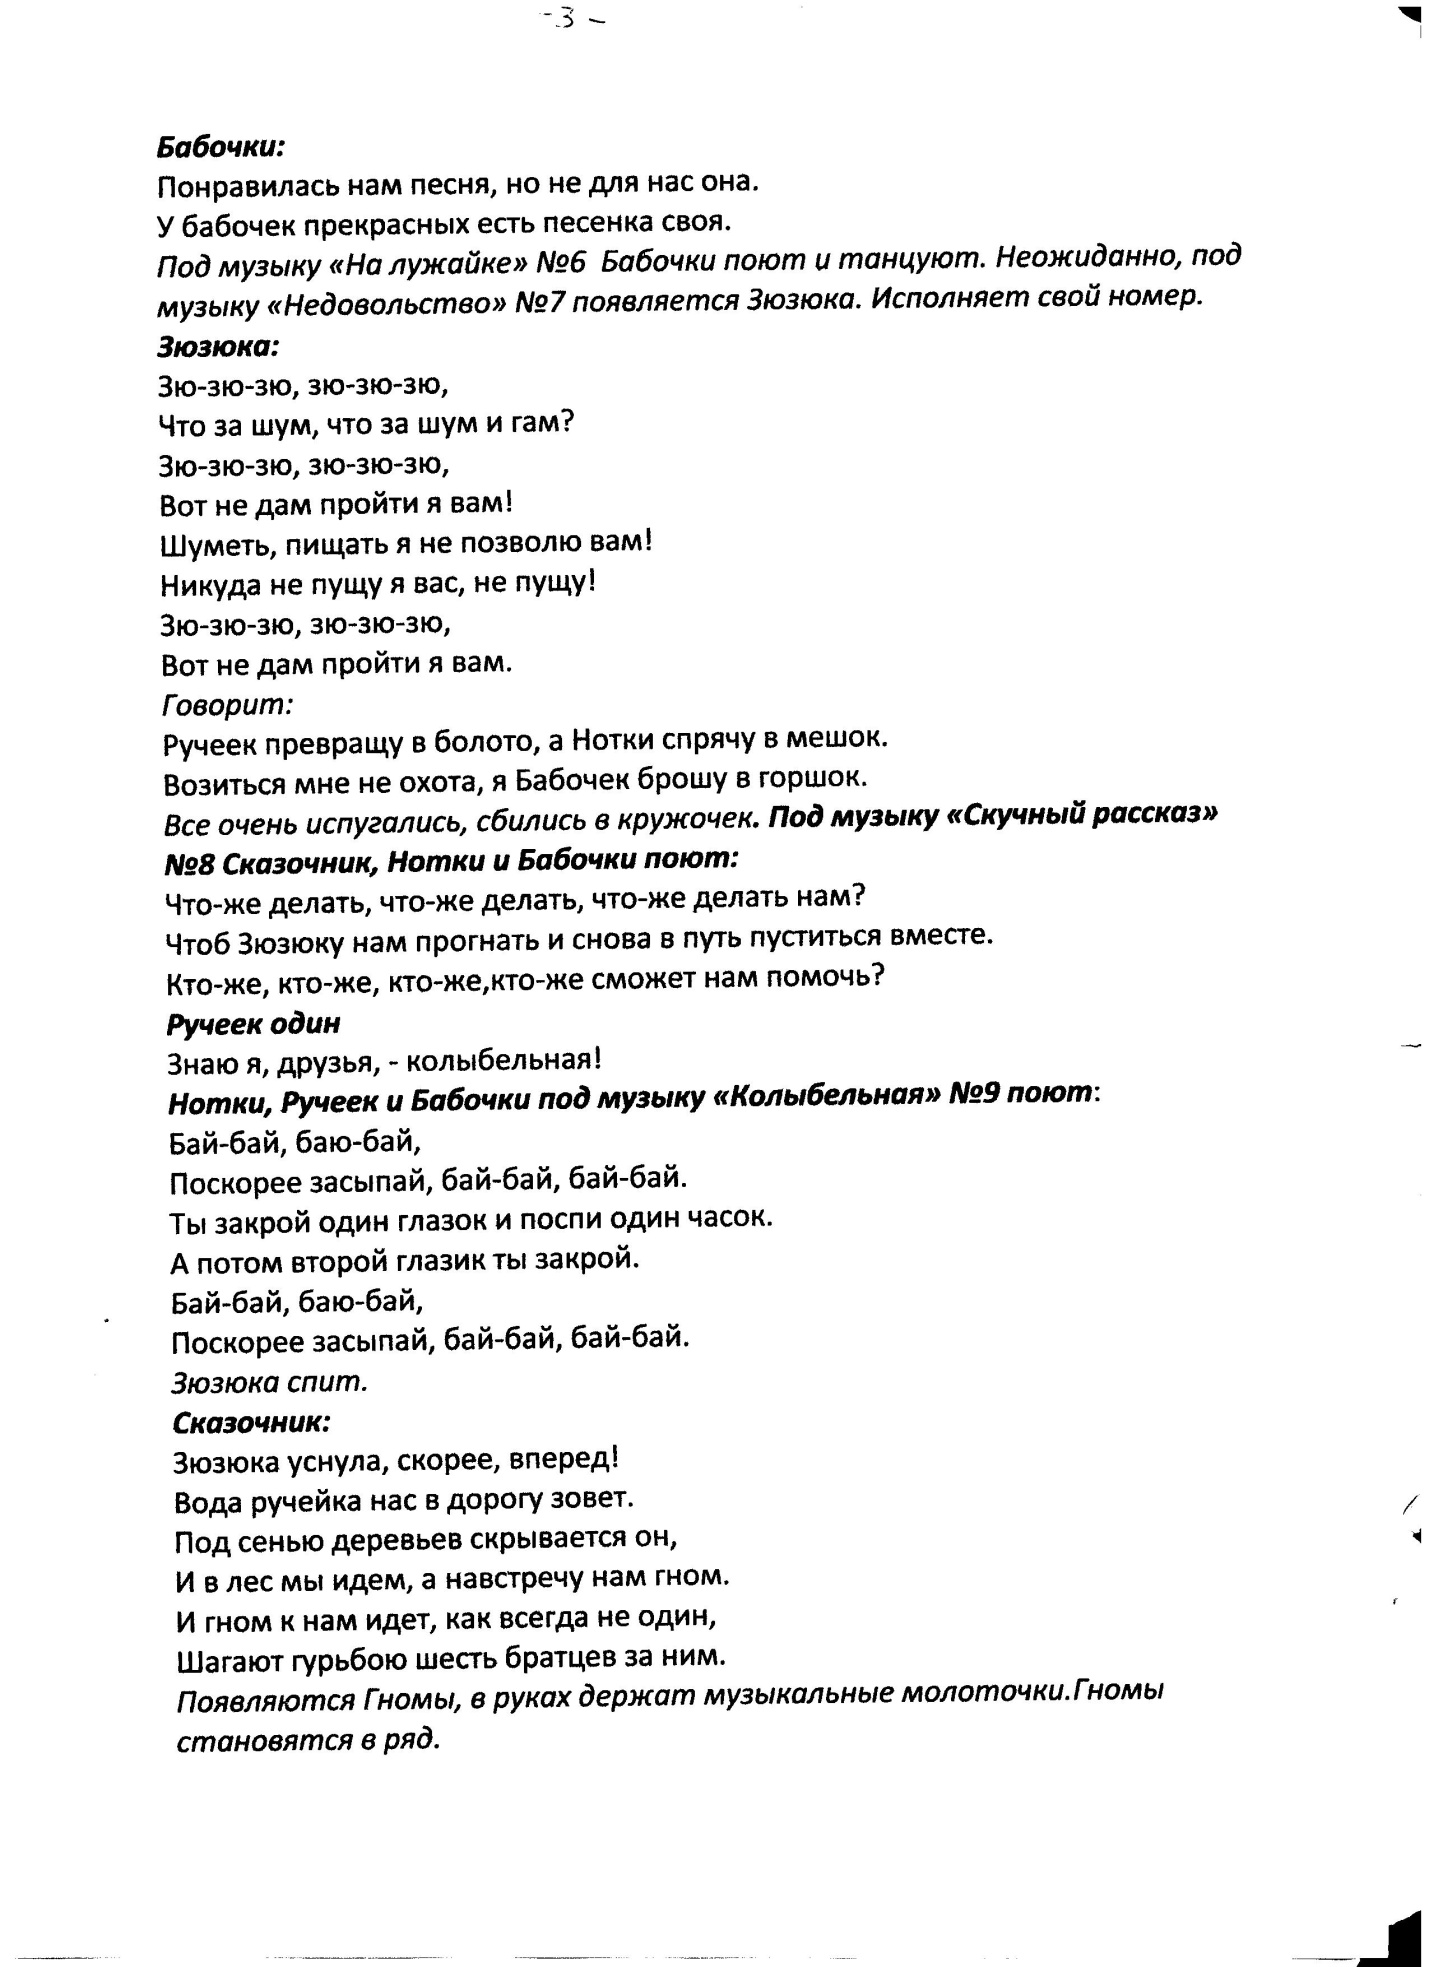 -3-
Бабочки:
Понравилась нам песня, но не для нас она.
У бабочек прекрасных есть песенка своя.
Под музыку «На лужайке» №6 Бабочки поют и танцуют. Неожиданно, под
музыку «Недовольство» №7 появляется Зюзюка. Исполняет свой номер.
Зюзюка:
Зю-зю-зю, зю-зю-зю,
Что за шум, что за шум и гам?
Зю-зю-зю, зю-зю-зю,
Вот не дам пройти я вам!
Шуметь, пищать я не позволю вам!
Никуда не пущу я вас, не пущу!
Зю-зю-зю, зю-зю-зю,
Вот не дам пройти я вам.
Говорит:
Ручеек превращу в болото, а Нотки спрячу в мешок.
Возиться мне не охота, я Бабочек брошу в горшок.
Все очень испугались, сбились в кружочек. Под музыку «Скучный рассказ»
№8 Сказочник, Нотки и Бабочки поют:
Что-же делать, что-же делать, что-же делать нам?
Чтоб Зюзюку нам прогнать и снова в путь пуститься вместе.
Кто-же, кто-же, кто-же,кто-же сможет нам помочь?
Ручеек один
Знаю я, друзья, - колыбельная!
Нотки, Ручеек и Бабочки под музыку «Колыбельная» №9 поют:
Бай-бай, баю-бай,
Поскорее засыпай, бай-бай, бай-бай.
Ты закрой один глазок и поспи один часок.
А потом второй глазик ты закрой.
Бай-бай, баю-бай,
Поскорее засыпай, бай-бай, бай-бай.
Зюзюка спит.
Сказочник:
Зюзюка уснула, скорее, вперед!
Вода ручейка нас в дорогу зовет.
Под сенью деревьев скрывается он,
И в лес мы идем, а навстречу нам гном.
И гном к нам идет, как всегда не один,
Шагают гурьбою шесть братцев за ним.
Появляются Гномы, в руках держат музыкальные молоточки.Гномы
становятся в ряд.